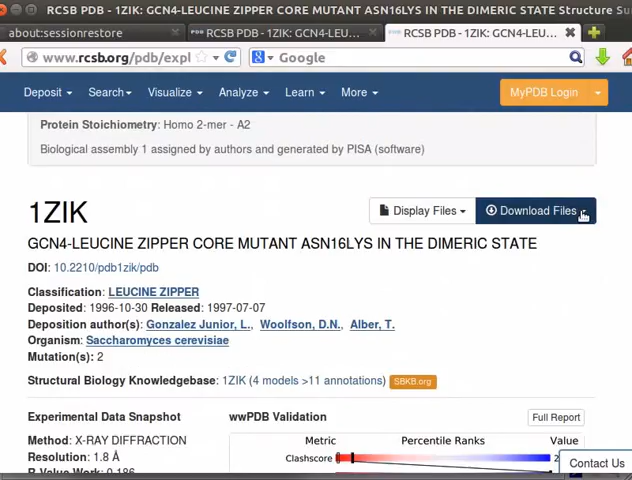 RCSB PDB - 1ZIK: GCN4-LEUCINE ZIPPER CORE MUTANT ASN16LYS IN THE DIMERIC STATE Structure Su
about:sessionrestore
RCSB PDB - 1ZIK: GCN4-LEU...
RCSB PDB - 1ZIK: GCN4-LEU...
www.rcsb.org/pdb/expl
Google
Deposit Search Visualize Analyze Learn More MyPDB Login
Protein Stoichiometry: Homo 2-mer - A2
Biological assembly 1 assigned by authors and generated by PISA (software)
1ZIK
Display Files Download Files
GCN4-LEUCINE ZIPPER CORE MUTANT ASN16LYS IN THE DIMERIC STATE
DOI: 10.2210/pdb1zik/pdb
Classification: LEUCINE ZIPPER
Deposited: 1996-10-30 Released: 1997-07-07
Deposition author(s): Gonzalez Junior, L., Woolfson, D.N., Alber, T.
Organism: Saccharomyces cerevisiae
Mutation(s): 2
Structural Biology Knowledgebase: 1ZIK (4 models >11 annotations) SBKB.org
Experimental Data Snapshot
wwPDB Validation
Full Report
Method: X-RAY DIFFRACTION
Resolution: 1.8 Å
R-Value Work: 0.186
Metric Percentile Ranks Value
Clashscore
Contact Us